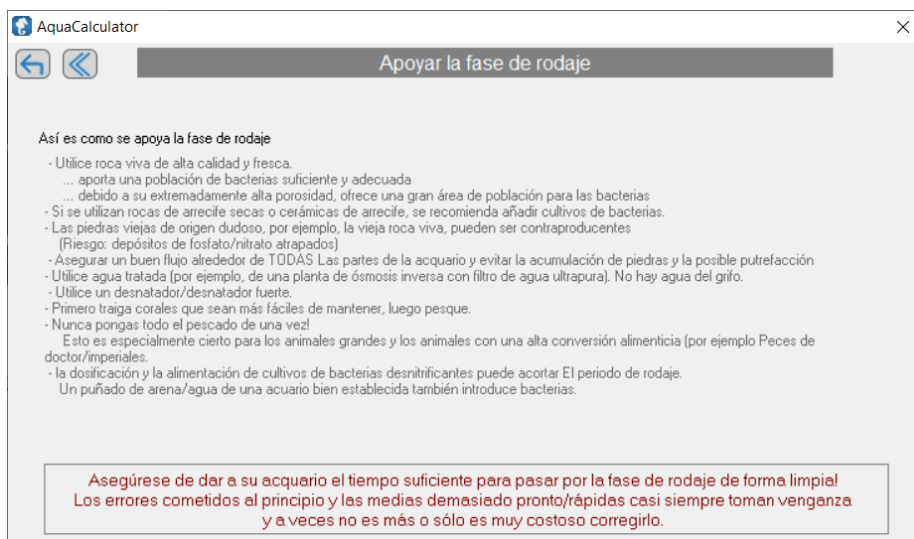 AquaCalculator
Apoyar la fase de rodaje
Así es como se apoya la fase de rodaje
- Utilice roca viva de alta calidad y fresca.
... aporta una población de bacterias suficiente y adecuada
... debido a su extremadamente alta porosidad, ofrece una gran área de población para las bacterias
- Si se utilizan rocas de arrecife secas o cerámicas de arrecife, se recomienda añadir cultivos de bacterias.
- Las piedras viejas de origen dudoso, por ejemplo, la vieja roca viva, pueden ser contraproducentes
(Riesgo: depósitos de fosfato/nitrato atrapados)
- Asegurar un buen flujo alrededor de TODAS Las partes de la acquario y evitar la acumulación de piedras y la posible putrefacción
- Utilice agua tratada (por ejemplo, de una planta de ósmosis inversa con filtro de agua ultrapura). No hay agua del grifo.
- Utilice un desnatador/desnatador fuerte.
- Primero traiga corales que sean más fáciles de mantener, luego pesque.
- Nunca pongas todo el pescado de una vez!
Esto es especialmente cierto para los animales grandes y los animales con una alta conversión alimenticia (por ejemplo Peces de
doctor/imperiales.
- la dosificación y la alimentación de cultivos de bacterias desnitrificantes puede acortar El periodo de rodaje.
Un puñado de arena/agua de una acuario bien establecida también introduce bacterias.
Asegúrese de dar a su acquario el tiempo suficiente para pasar por la fase de rodaje de forma limpia!
Los errores cometidos al principio y las medias demasiado pronto/rápidas casi siempre toman venganza
y a veces no es más o sólo es muy costoso corregirlo.